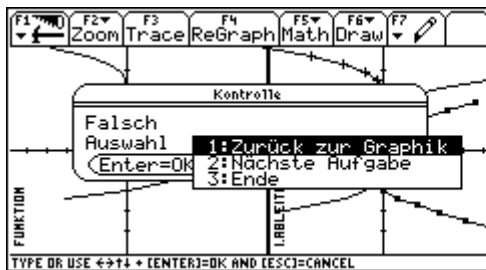 F1 F2 F3 F4 F5 F6 F7
Zoom Trace ReGraph Math Draw
Kontrolle
Falsch
Auswahl
1:Zurück zur Graphik
2:Nächste Aufgabe
3:Ende
(Enter=OK
FUNKTION
1.ABLEIT
TYPE OR USE ←→↑↓ + [ENTER]=OK AND [ESC]=CANCEL